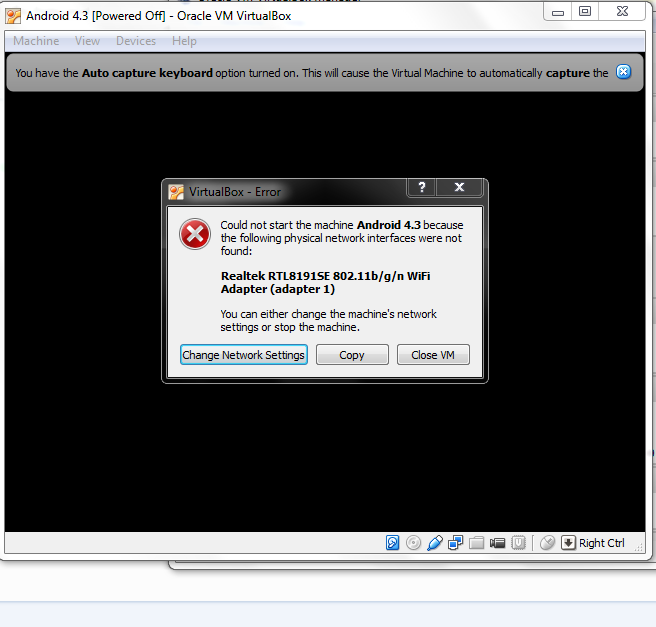 Android 4.3 [Powered Off] - Oracle VM VirtualBox
Machine View Devices Help
You have the Auto capture keyboard option turned on. This will cause the Virtual Machine to automatically capture the
VirtualBox - Error
?
Could not start the machine Android 4.3 because
the following physical network interfaces were not
found:
Realtek RTL8191SE 802.11b/g/n WiFi
Adapter (adapter 1)
You can either change the machine's network
settings or stop the machine.
Change Network Settings Copy Close VM
Right Ctrl